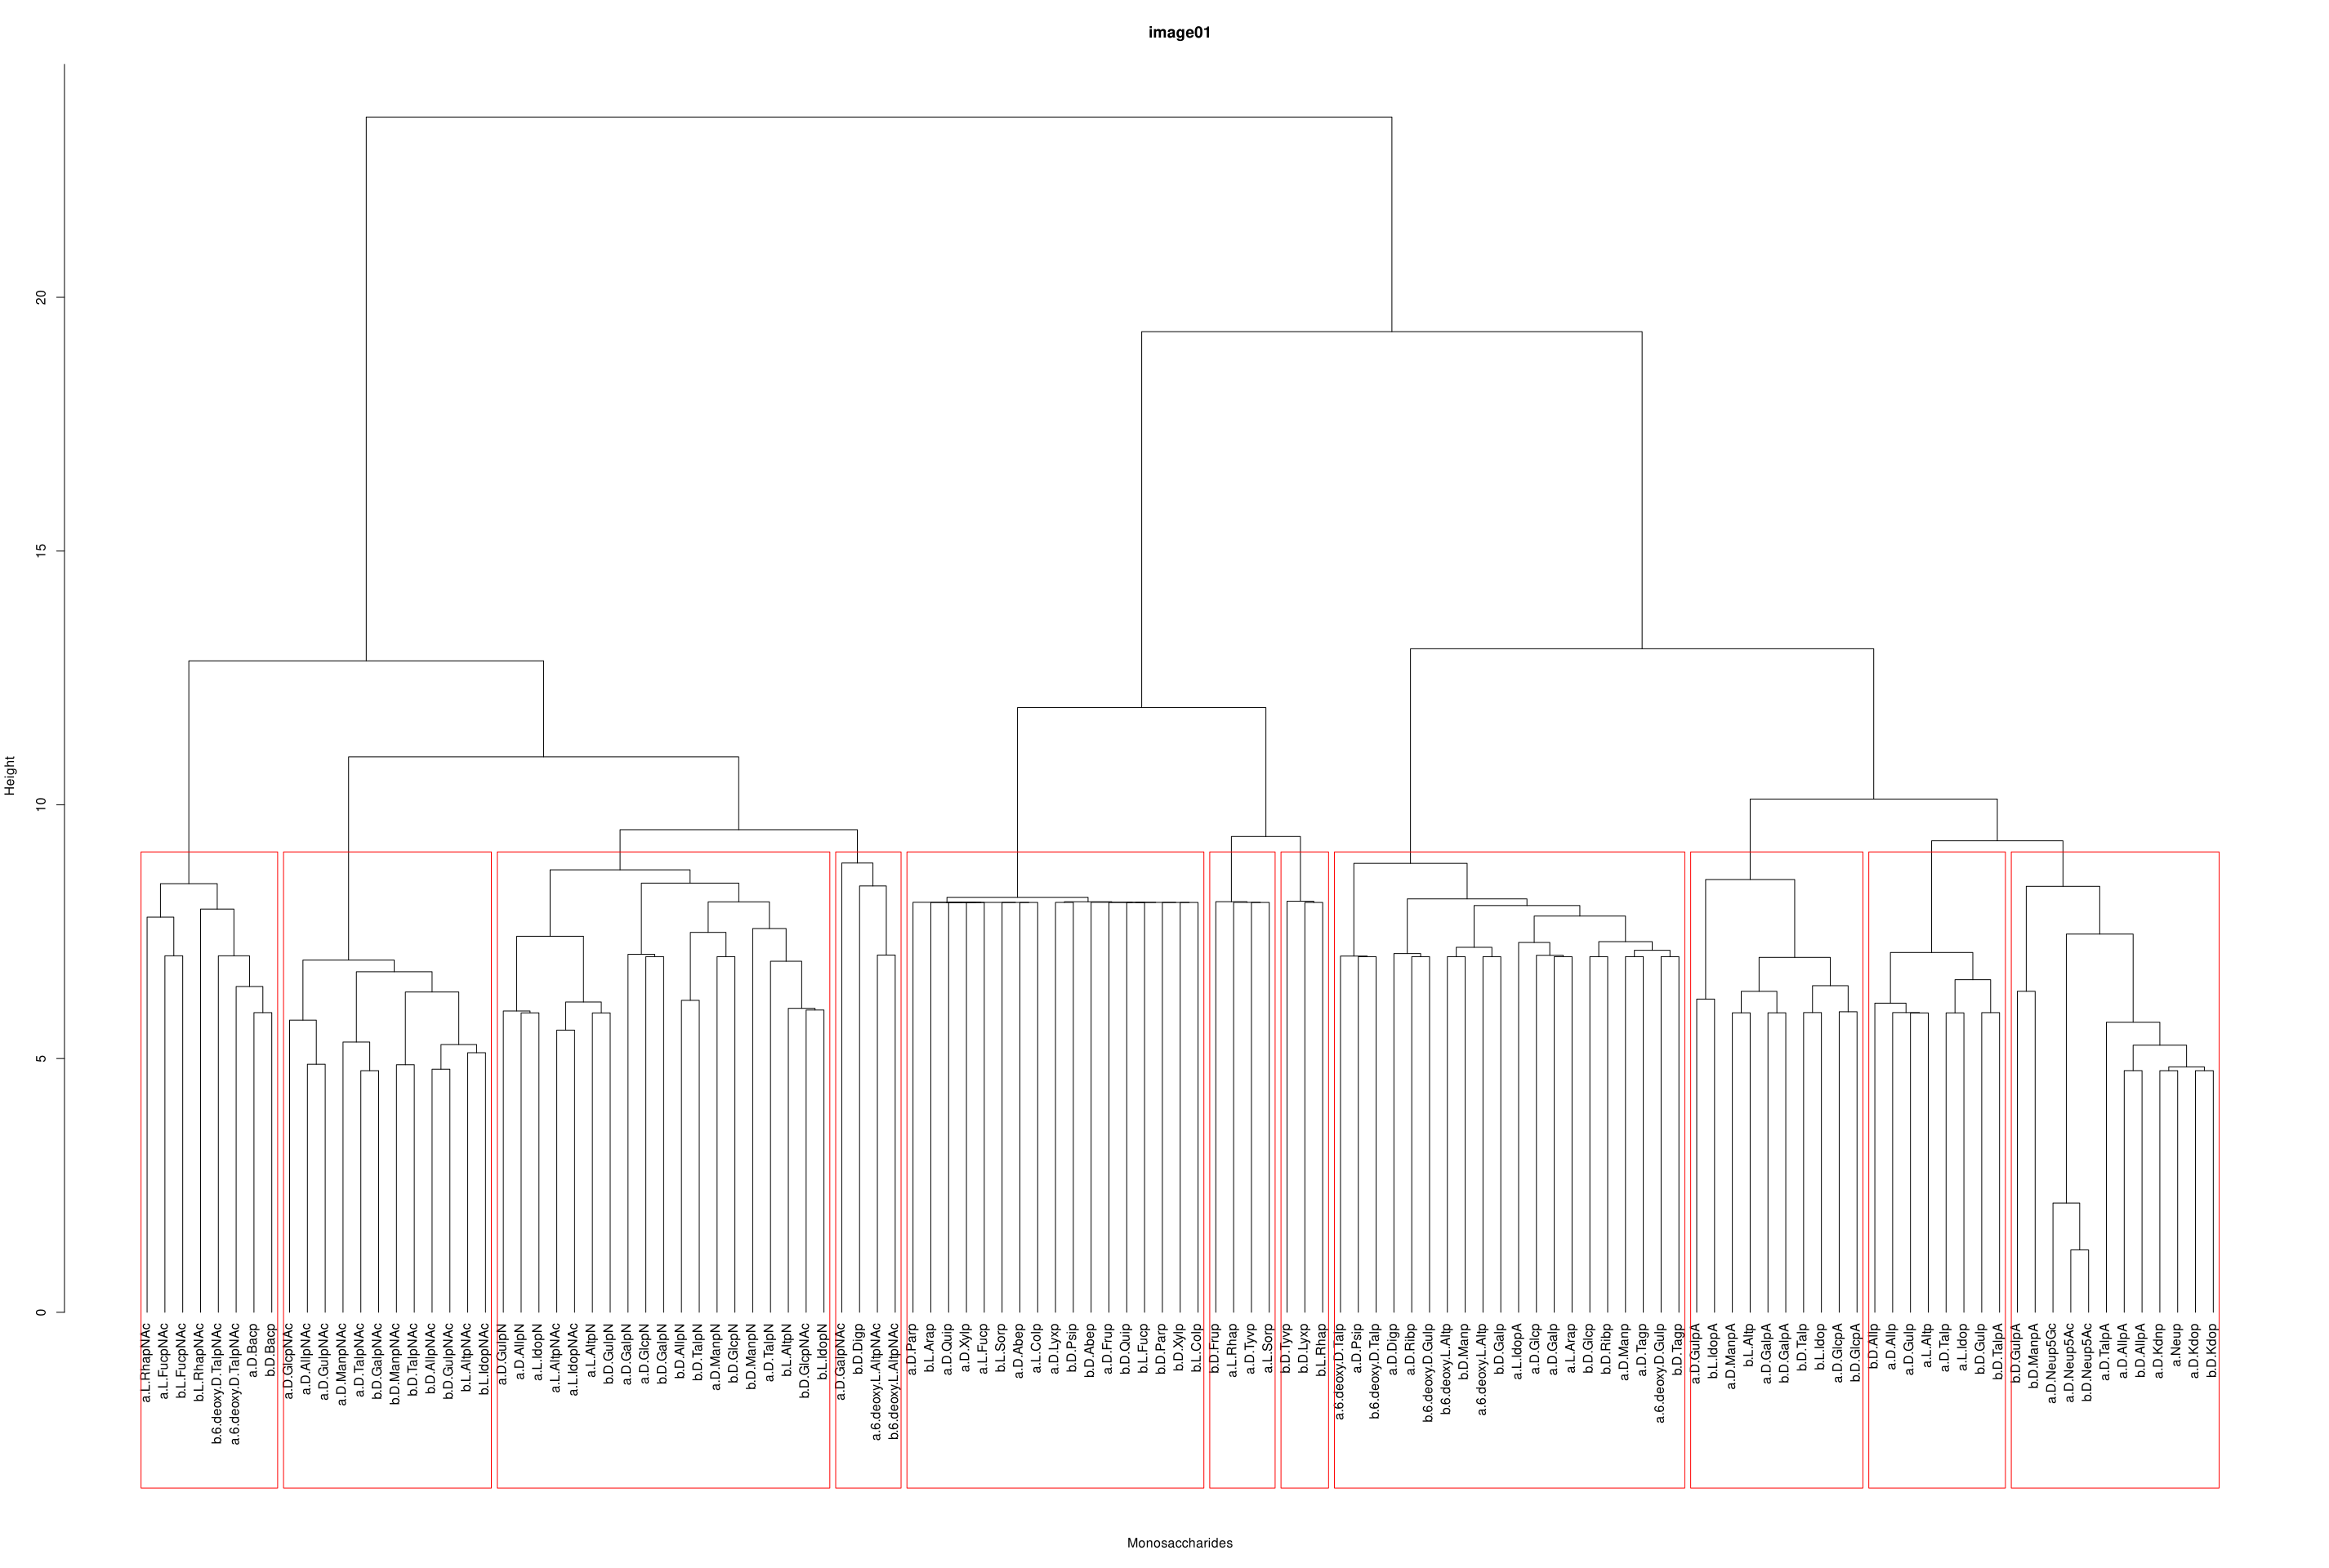 image01
Height
20
15
10
5
0
a.L.RhapNAc
a.L.FucpNAc
b.L.FucpNAc
b.L.RhapNAc
b.6.deoxy.D.TalpNAc
a.6.deoxy.D.TalpNAc
a.D.Bacp
b.D.Bacp
a.D.GlcpNAc
a.D.AllpNAc
a.D.GulpNAc
a.D.ManpNAc
a.D.TalpNAc
b.D.GalpNAc
b.D.ManpNAc
b.D.TalpNAc
b.D.AllpNAc
b.D.GulpNAc
b.L.AltpNAc
b.L.IdopNAc
a.D.GulpN
a.D.AllpN
a.L.IdopN
a.L.AltpNAc
a.L.IdopNAc
a.L.AltpN
b.D.GulpN
a.D.GalpN
a.D.GlcpN
b.D.GalpN
b.D.AllpN
b.D.TalpN
a.D.ManpN
b.D.GlcpN
b.D.ManpN
a.D.TalpN
b.L.AltpN
b.D.GlcpNAc
b.L.IdopN
a.D.GalpNAc
b.D.Digp
a.6.deoxy.L.AltpNAc
b.6.deoxy.L.AltpNAc
a.D.Parp
b.L.Arap
a.D.Quip
a.D.Xylp
a.L.Fucp
b.L.Sorp
a.D.Abep
a.L.Colp
a.D.Lyxp
b.D.Psip
b.D.Abep
a.D.Frup
b.D.Quip
b.L.Fucp
b.D.Parp
b.D.Xylp
b.L.Colp
b.D.Frup
a.L.Rhap
a.D.Tyvp
a.L.Sorp
b.D.Tyvp
b.D.Lyxp
b.L.Rhap
a.6.deoxy.D.Talp
a.D.Psip
b.6.deoxy.D.Talp
a.D.Digp
a.D.Ribp
b.6.deoxy.D.Gulp
b.6.deoxy.L.Altp
b.D.Manp
a.6.deoxy.L.Altp
b.D.Galp
a.L.IdopA
a.D.Glcp
a.D.Galp
a.L.Arap
b.D.Glcp
b.D.Ribp
a.D.Manp
a.D.Tagp
a.6.deoxy.D.Gulp
b.D.Tagp
a.D.GulpA
b.L.IdopA
a.D.ManpA
b.L.Altp
a.D.GalpA
b.D.GalpA
b.D.Talp
b.L.Idop
a.D.GlcpA
b.D.GlcpA
b.D.Allp
a.D.Allp
a.D.Gulp
a.L.Altp
a.D.Talp
a.L.Idop
b.D.Gulp
b.D.TalpA
b.D.GulpA
b.D.ManpA
a.D.Neup5Gc
a.D.Neup5Ac
b.D.Neup5Ac
a.D.TalpA
a.D.AllpA
b.D.AllpA
a.D.Kdnp
a.Neup
a.D.Kdop
b.D.Kdop
Monosaccharides